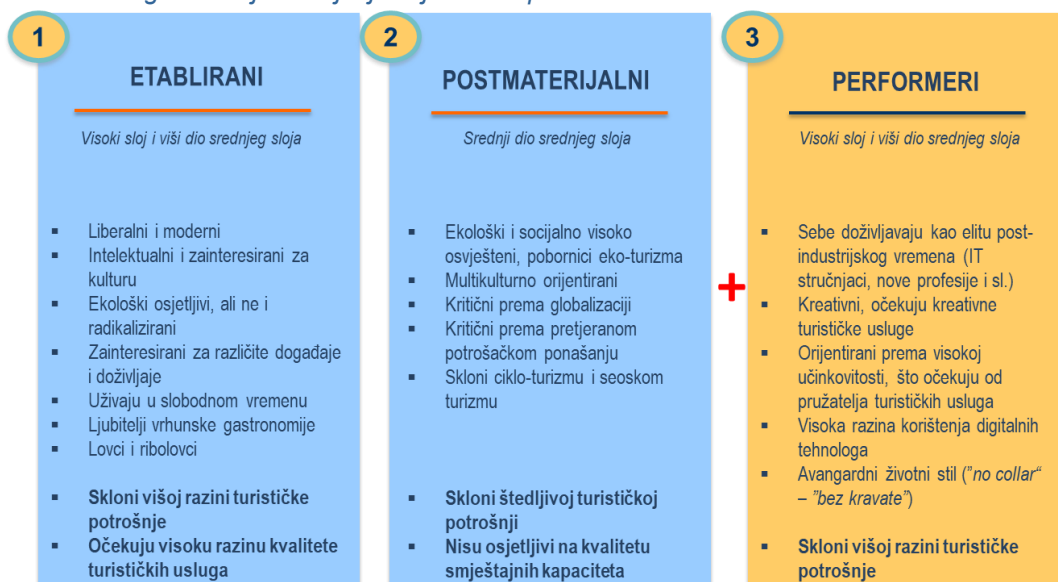 1
ETABLIRANI
Visoki sloj i viši dio srednjeg sloja
▪ Liberalni i moderni
▪ Intelektualni i zainteresirani za
kulturu
▪ Ekološki osjetljivi, ali ne i
radikalizirani
▪ Zainteresirani za različite događaje
i doživljaje
▪ Uživaju u slobodnom vremenu
▪ Ljubitelji vrhunske gastronomije
▪ Lovci i ribolovci
▪ Skloni višoj razini turističke
potrošnje
▪ Očekuju visoku razinu kvalitete
turističkih usluga
2
POSTMATERIJALNI
Srednji dio srednjeg sloja
▪ Ekološki i socijalno visoko
osvješteni, pobornici eko-turizma
▪ Multikulturno orijentirani
▪ Kritični prema globalizaciji
▪ Kritični prema pretjeranom
potrošačkom ponašanju
▪ Skloni ciklo-turizmu i seoskom
turizmu
▪ Skloni štedljivoj turističkoj
potrošnji
▪ Nisu osjetljivi na kvalitetu
smještajnih kapaciteta
+
3
PERFORMERI
Visoki sloj i viši dio srednjeg sloja
▪ Sebe doživljavaju kao elitu post-
industrijskog vremena (IT
stručnjaci, nove profesije i sl.)
▪ Kreativni, očekuju kreativne
turističke usluge
▪ Orijentirani prema visokoj
učinkovitosti, što očekuju od
pružatelja turističkih usluga
▪ Visoka razina korištenja digitalnih
tehnologa
▪ Avangardni životni stil ("no collar“
– "bez kravate")
▪ Skloni višoj razini turističke
potrošnje